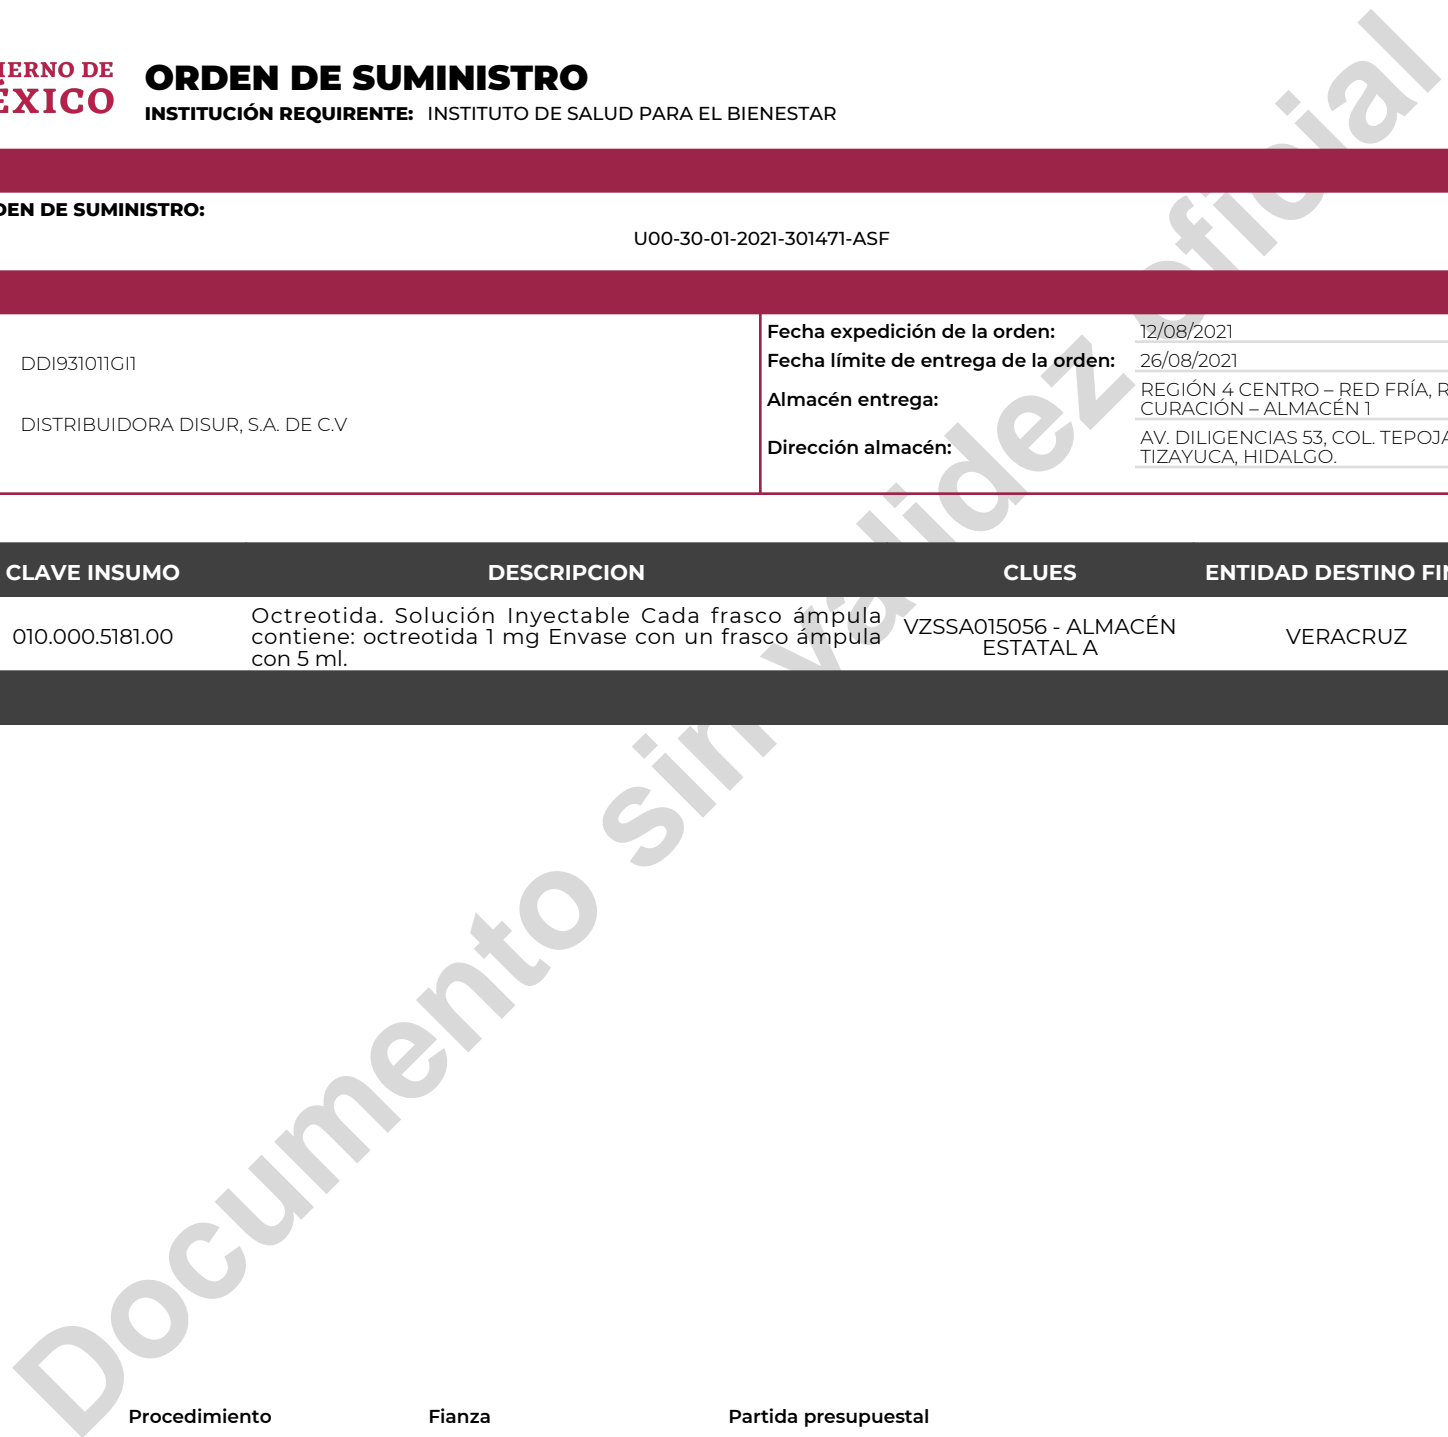 IERNO DE
ÉXICO
ORDEN DE SUMINISTRO
INSTITUCIÓN REQUIRENTE: INSTITUTO DE SALUD PARA EL BIENESTAR
DEN DE SUMINISTRO:
U00-30-01-2021-301471-ASF
DDI931011GI1
DISTRIBUIDORA DISUR, S.A. DE C.V
Fecha expedición de la orden: 12/08/2021
Fecha límite de entrega de la orden: 26/08/2021
Almacén entrega: REGIÓN 4 CENTRO – RED FRÍA, R
CURACIÓN – ALMACÉN 1
Dirección almacén: AV. DILIGENCIAS 53, COL. TEPOJA
TIZAYUCA, HIDALGO.
CLAVE INSUMO DESCRIPCION CLUES ENTIDAD DESTINO FIN
010.000.5181.00
Octreotida. Solución Inyectable Cada frasco ámpula
contiene: octreotida 1 mg Envase con un frasco ámpula
con 5 ml.
VZSSA015056 - ALMACÉN
ESTATAL A
VERACRUZ
Documento sin validez oficial
Procedimiento Fianza Partida presupuestal